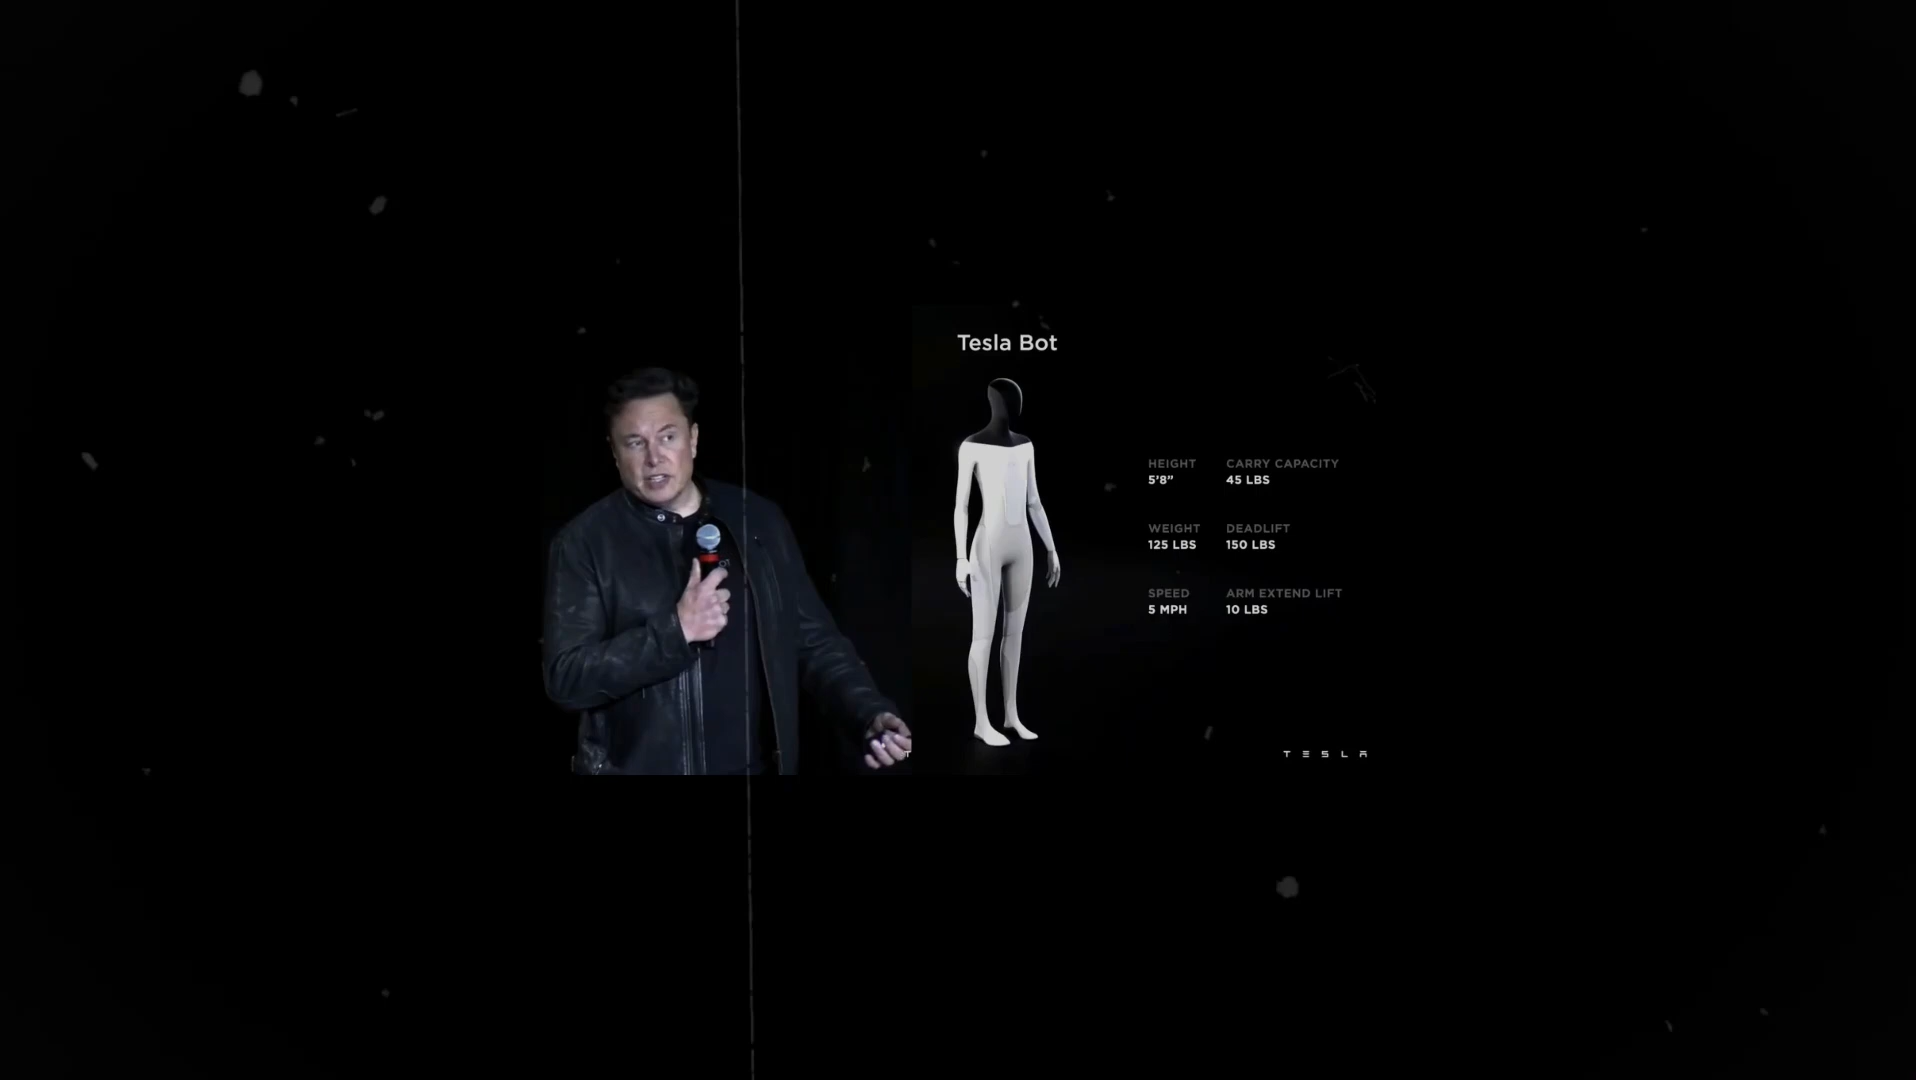 Tesla Bot
HEIGHT
5'8”
CARRY CAPACITY
45 LBS
WEIGHT
125 LBS
DEADLIFT
150 LBS
SPEED
5 MPH
ARM EXTEND LIFT
10 LBS
T
TESLA